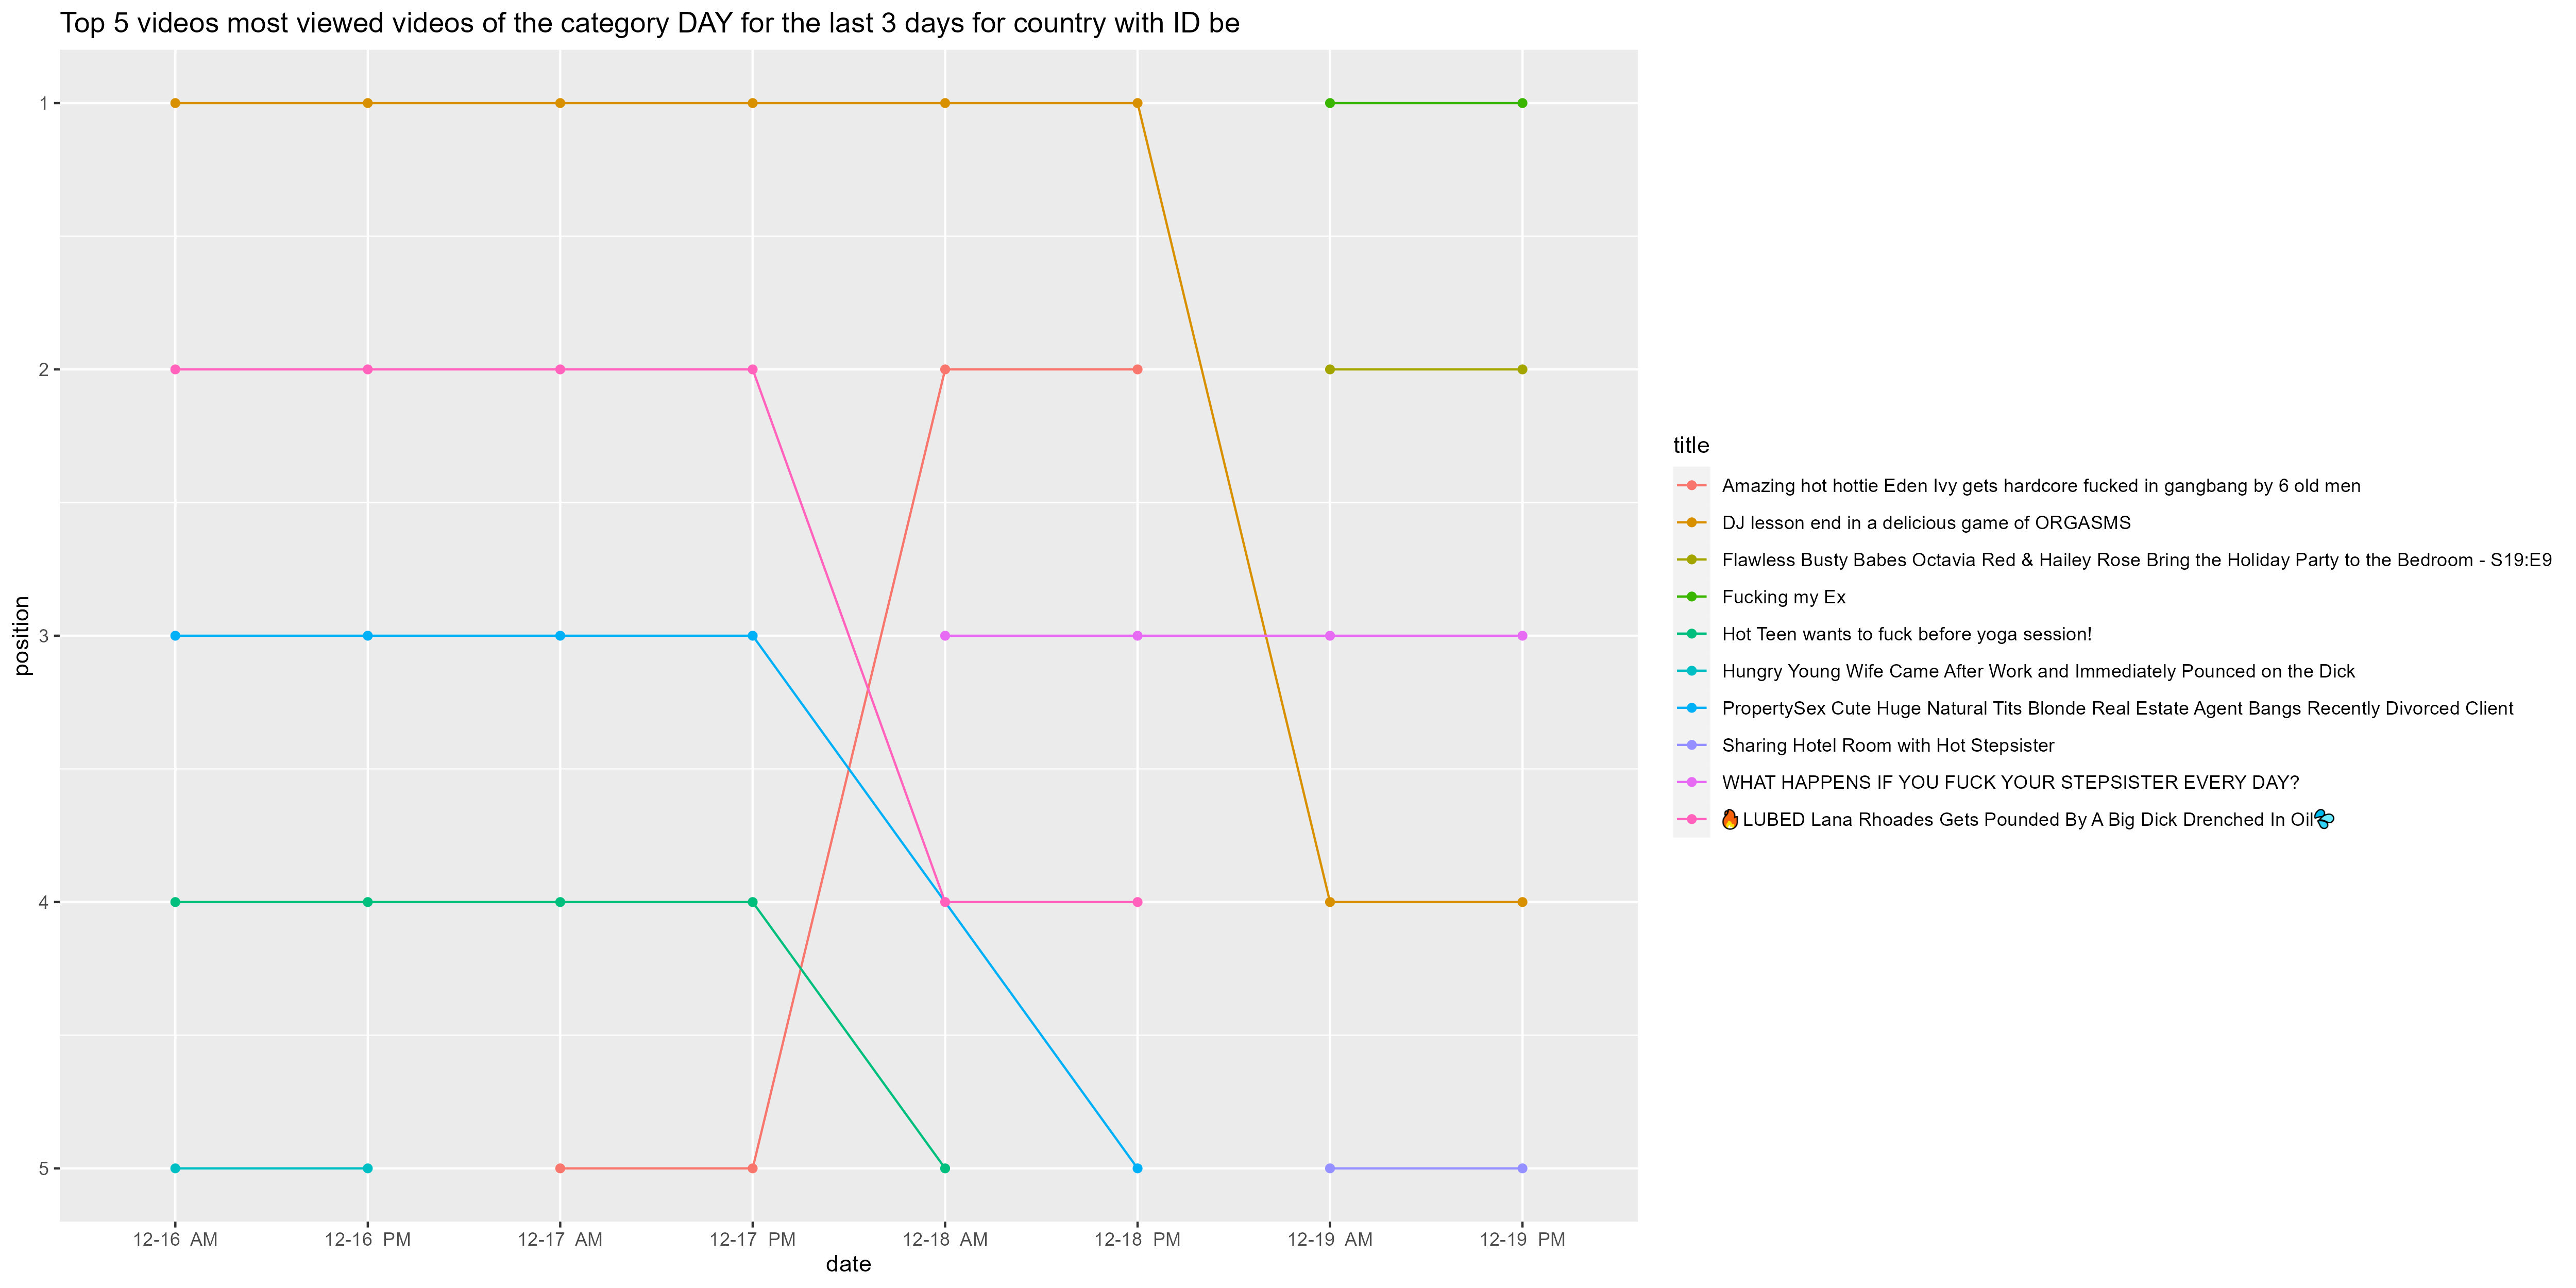 Top 5 videos most viewed videos of the category DAY for the last 3 days for country with ID be
position
1
2
3
4
5
12-16 AM
12-16 PM
12-17 AM
12-17 PM
12-18 AM
12-18 PM
12-19 AM
12-19 PM
date
title
Amazing hot hottie Eden Ivy gets hardcore fucked in gangbang by 6 old men
DJ lesson end in a delicious game of ORGASMS
Flawless Busty Babes Octavia Red & Hailey Rose Bring the Holiday Party to the Bedroom - S19:E9
Fucking my Ex
Hot Teen wants to fuck before yoga session!
Hungry Young Wife Came After Work and Immediately Pounced on the Dick
PropertySex Cute Huge Natural Tits Blonde Real Estate Agent Bangs Recently Divorced Client
Sharing Hotel Room with Hot Stepsister
WHAT HAPPENS IF YOU FUCK YOUR STEPSISTER EVERY DAY?
🔥LUBED Lana Rhoades Gets Pounded By A Big Dick Drenched In Oil💦